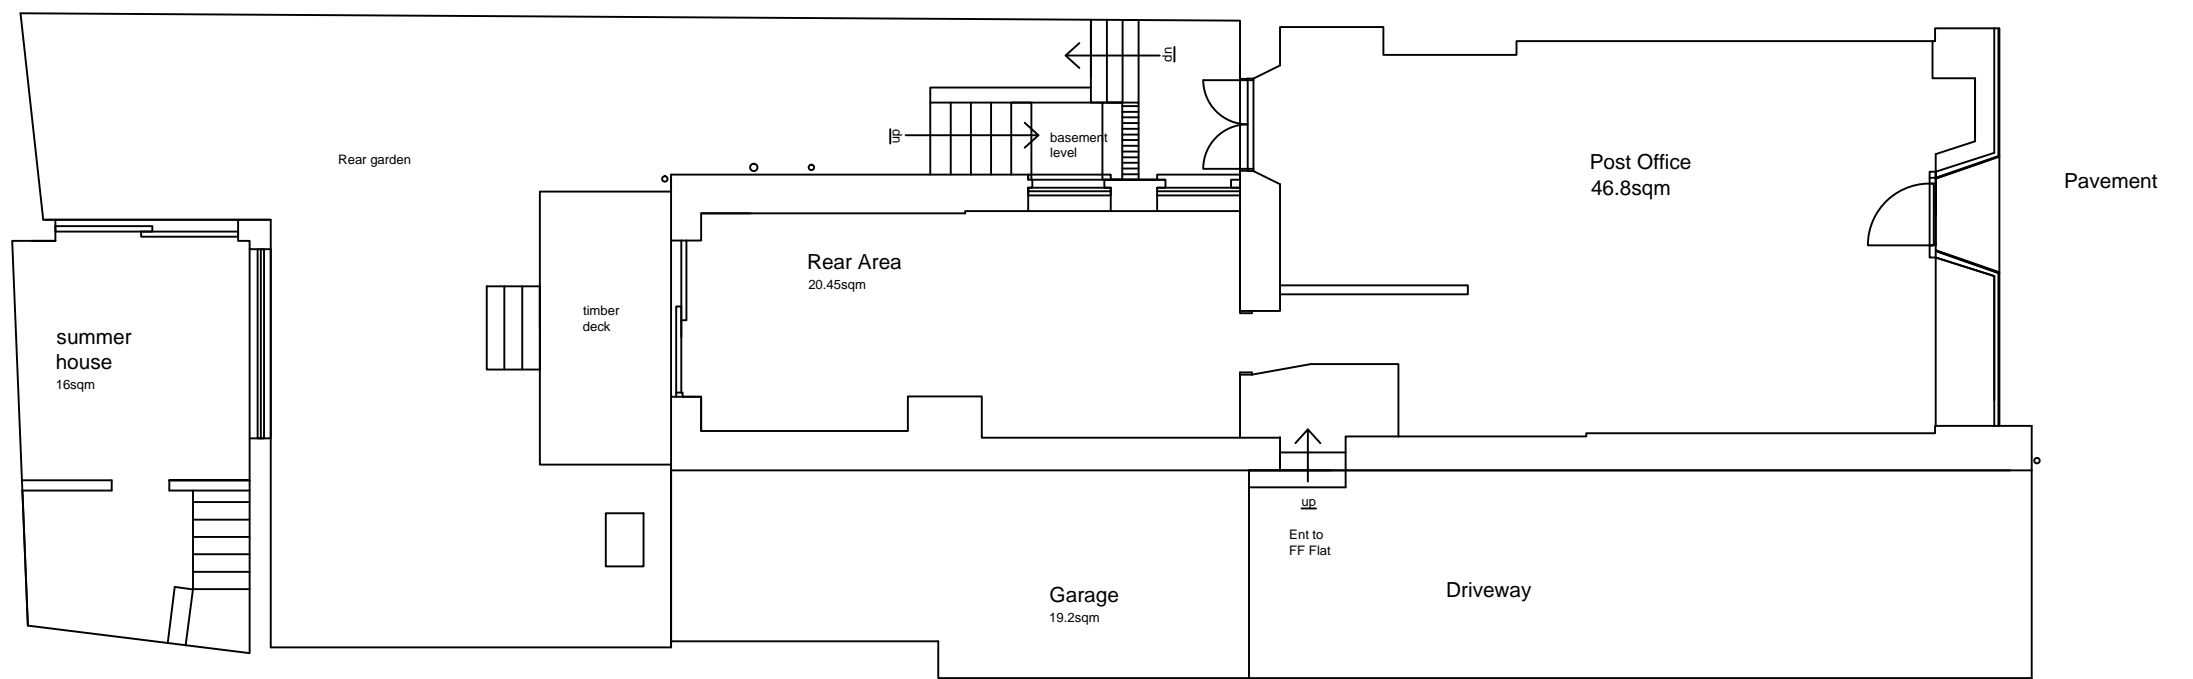 up
dn
basement
level
Rear garden
Post Office
46.8sqm
Pavement
Rear Area
20.45sqm
timber
deck
summer
house
16sqm
up
Ent to
FF Flat
Garage
19.2sqm
Driveway